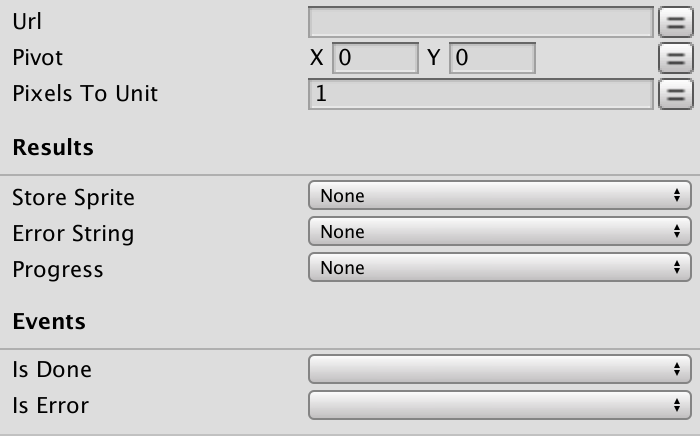 Url
Pivot X 0 Y 0
Pixels To Unit 1
Results
Store Sprite None
Error String None
Progress None
Events
Is Done
Is Error